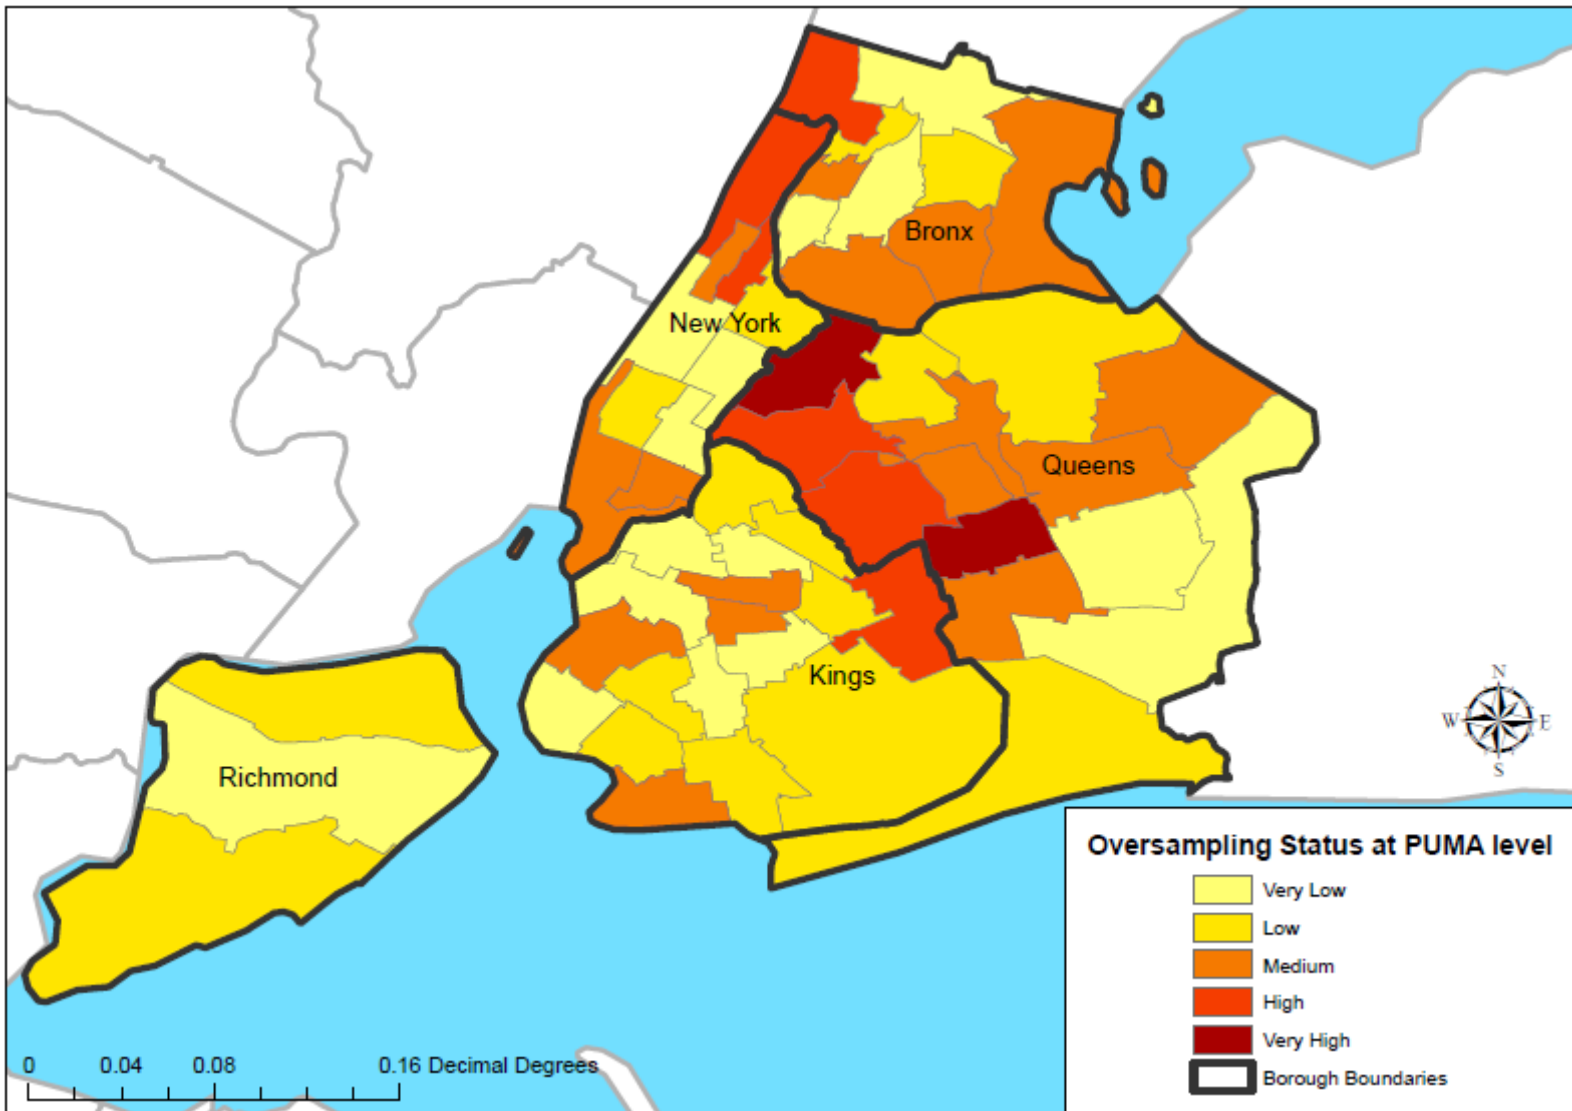 Bronx
New York
Queens
Kings
Richmond
N
W E
S
Oversampling Status at PUMA level
Very Low
Low
Medium
High
Very High
Borough Boundaries
0 0.04 0.08 0.16 Decimal Degrees